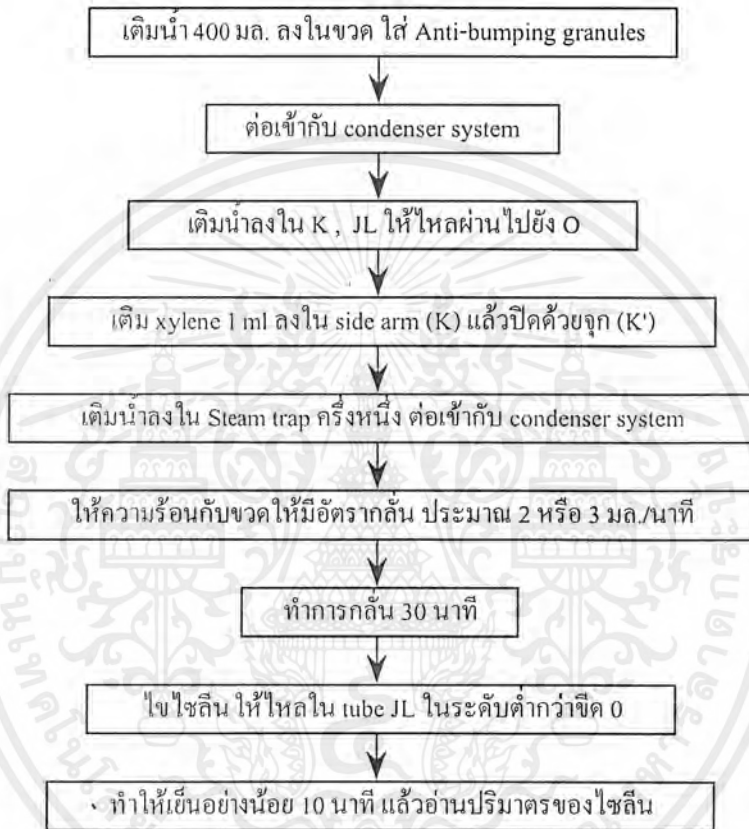 เติมน้ำ 400 มล. ลงในขวด ใส่ Anti-bumping granules
ต่อเข้ากับ condenser system
เติมน้ำลงใน K , JL ให้ไหลผ่านไปยัง O
เติม xylene 1 ml ลงใน side arm (K) แล้วปิดด้วยจุก (K')
เติมน้ำลงใน Steam trap ครึ่งหนึ่ง ต่อเข้ากับ condenser system
ให้ความร้อนกับขวดให้มีอัตรากลั่น ประมาณ 2 หรือ 3 มล./นาที
ทำการกลั่น 30 นาที
ไขไซลีน ให้ไหลใน tube JL ในระดับต่ำกว่าขีด 0
ทำให้เย็นอย่างน้อย 10 นาที แล้วอ่านปริมาตรของไซลีน